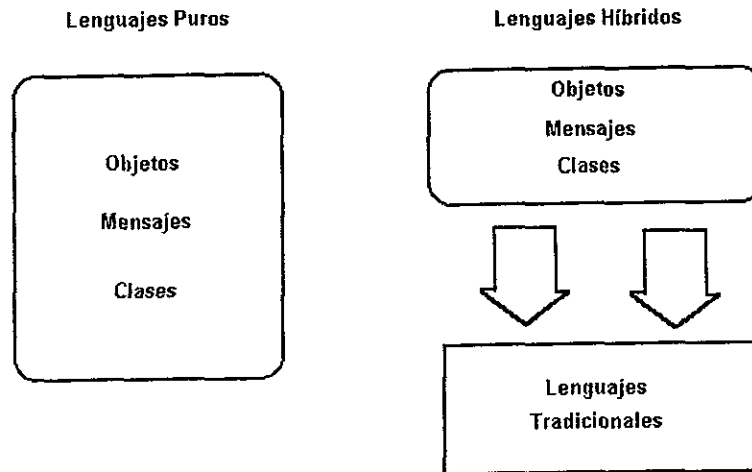 Lenguajes Puros
Objetos
Mensajes
Clases
Lenguajes Híbridos
Objetos
Mensajes
Clases
Lenguajes
Tradicionales